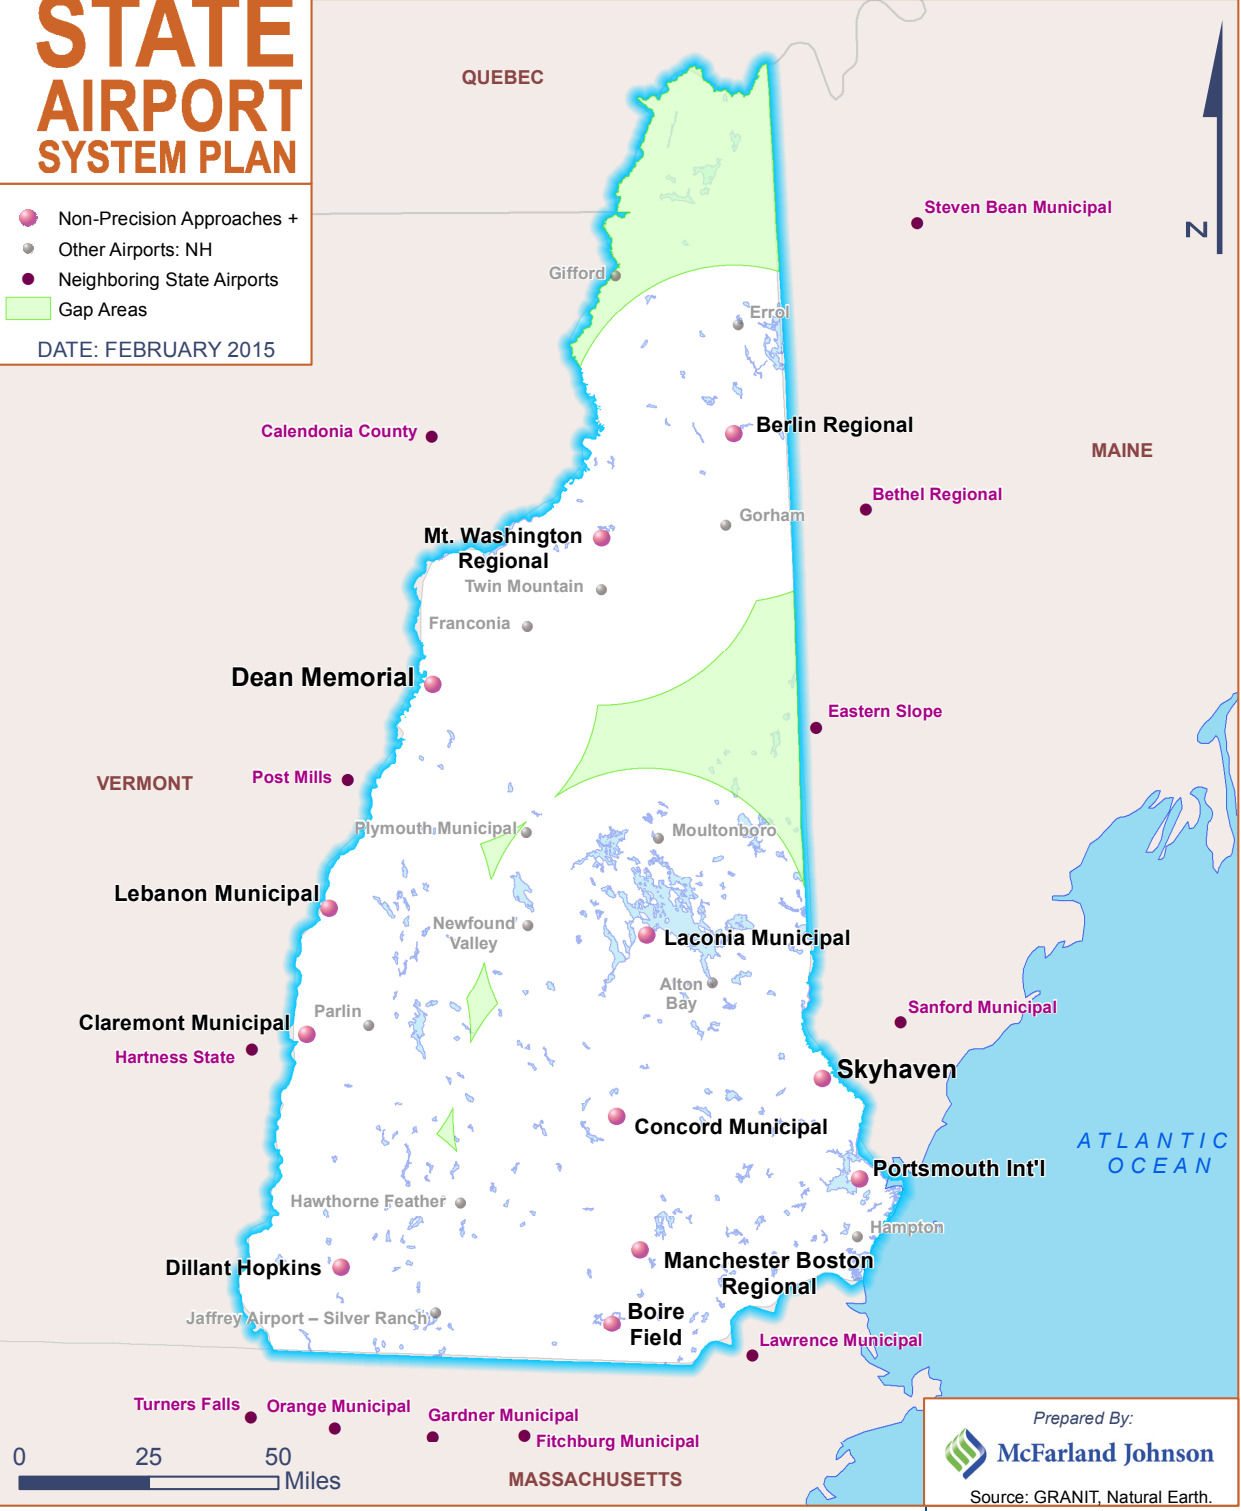 STATE
AIRPORT
SYSTEM PLAN
Non-Precision Approaches +
Other Airports: NH
Neighboring State Airports
Gap Areas
DATE: FEBRUARY 2015
QUEBEC
N
Steven Bean Municipal
Gifford
Errol
Calendonia County
Berlin Regional
MAINE
Bethel Regional
Gorham
Mt. Washington
Regional
Twin Mountain
Franconia
Dean Memorial
Eastern Slope
VERMONT
Post Mills
Plymouth Municipal
Moultonboro
Lebanon Municipal
Newfound
Valley
Laconia Municipal
Alton
Bay
Parlin
Claremont Municipal
Hartness State
Sanford Municipal
Skyhaven
Concord Municipal
ATLANTIC
OCEAN
Portsmouth Int'l
Hawthorne Feather
Hampton
Dillant Hopkins
Manchester Boston
Regional
Jaffrey Airport – Silver Ranch
Boire
Field
Lawrence Municipal
Turners Falls
Orange Municipal
Gardner Municipal
Fitchburg Municipal
MASSACHUSETTS
0 25 50
Miles
Prepared By:
McFarland Johnson
Source: GRANIT, Natural Earth.